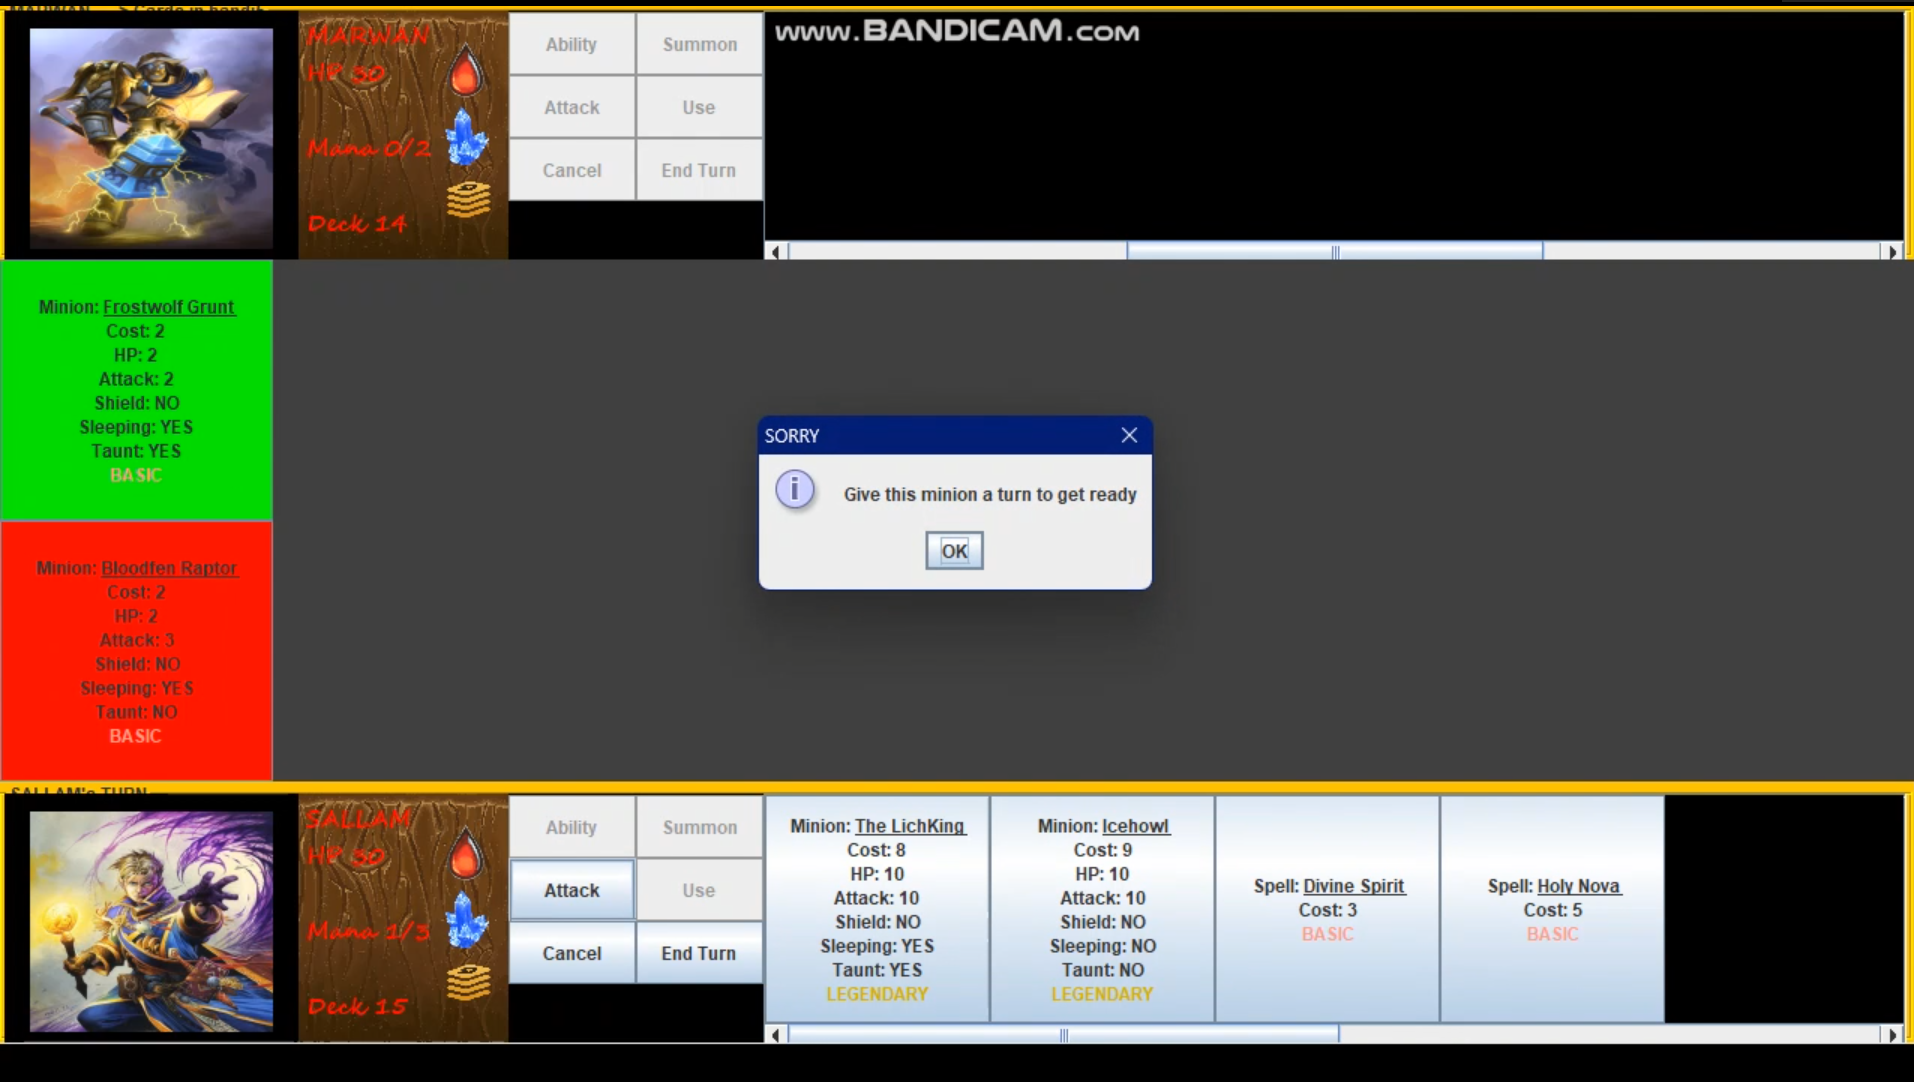 MARWAN
HP 30
Mana 0/2
Deck 14
Ability
Summon
Attack
Use
Cancel
End Turn
www.BANDICAM.com
Minion: Frostwolf Grunt
Cost: 2
HP: 2
Attack: 2
Shield: NO
Sleeping: YES
Taunt: YES
BASIC
SORRY
Give this minion a turn to get ready
OK
Minion: Bloodfen Raptor
Cost: 2
HP: 2
Attack: 3
Shield: NO
Sleeping: YES
Taunt: NO
BASIC
SALLAM's TURN
SALLAM
HP 30
Mana 1/3
Deck 15
Ability
Summon
Attack
Use
Cancel
End Turn
Minion: The LichKing
Cost: 8
HP: 10
Attack: 10
Shield: NO
Sleeping: YES
Taunt: YES
LEGENDARY
Minion: Icehowl
Cost: 9
HP: 10
Attack: 10
Shield: NO
Sleeping: NO
Taunt: NO
LEGENDARY
Spell: Divine Spirit
Cost: 3
BASIC
Spell: Holy Nova
Cost: 5
BASIC